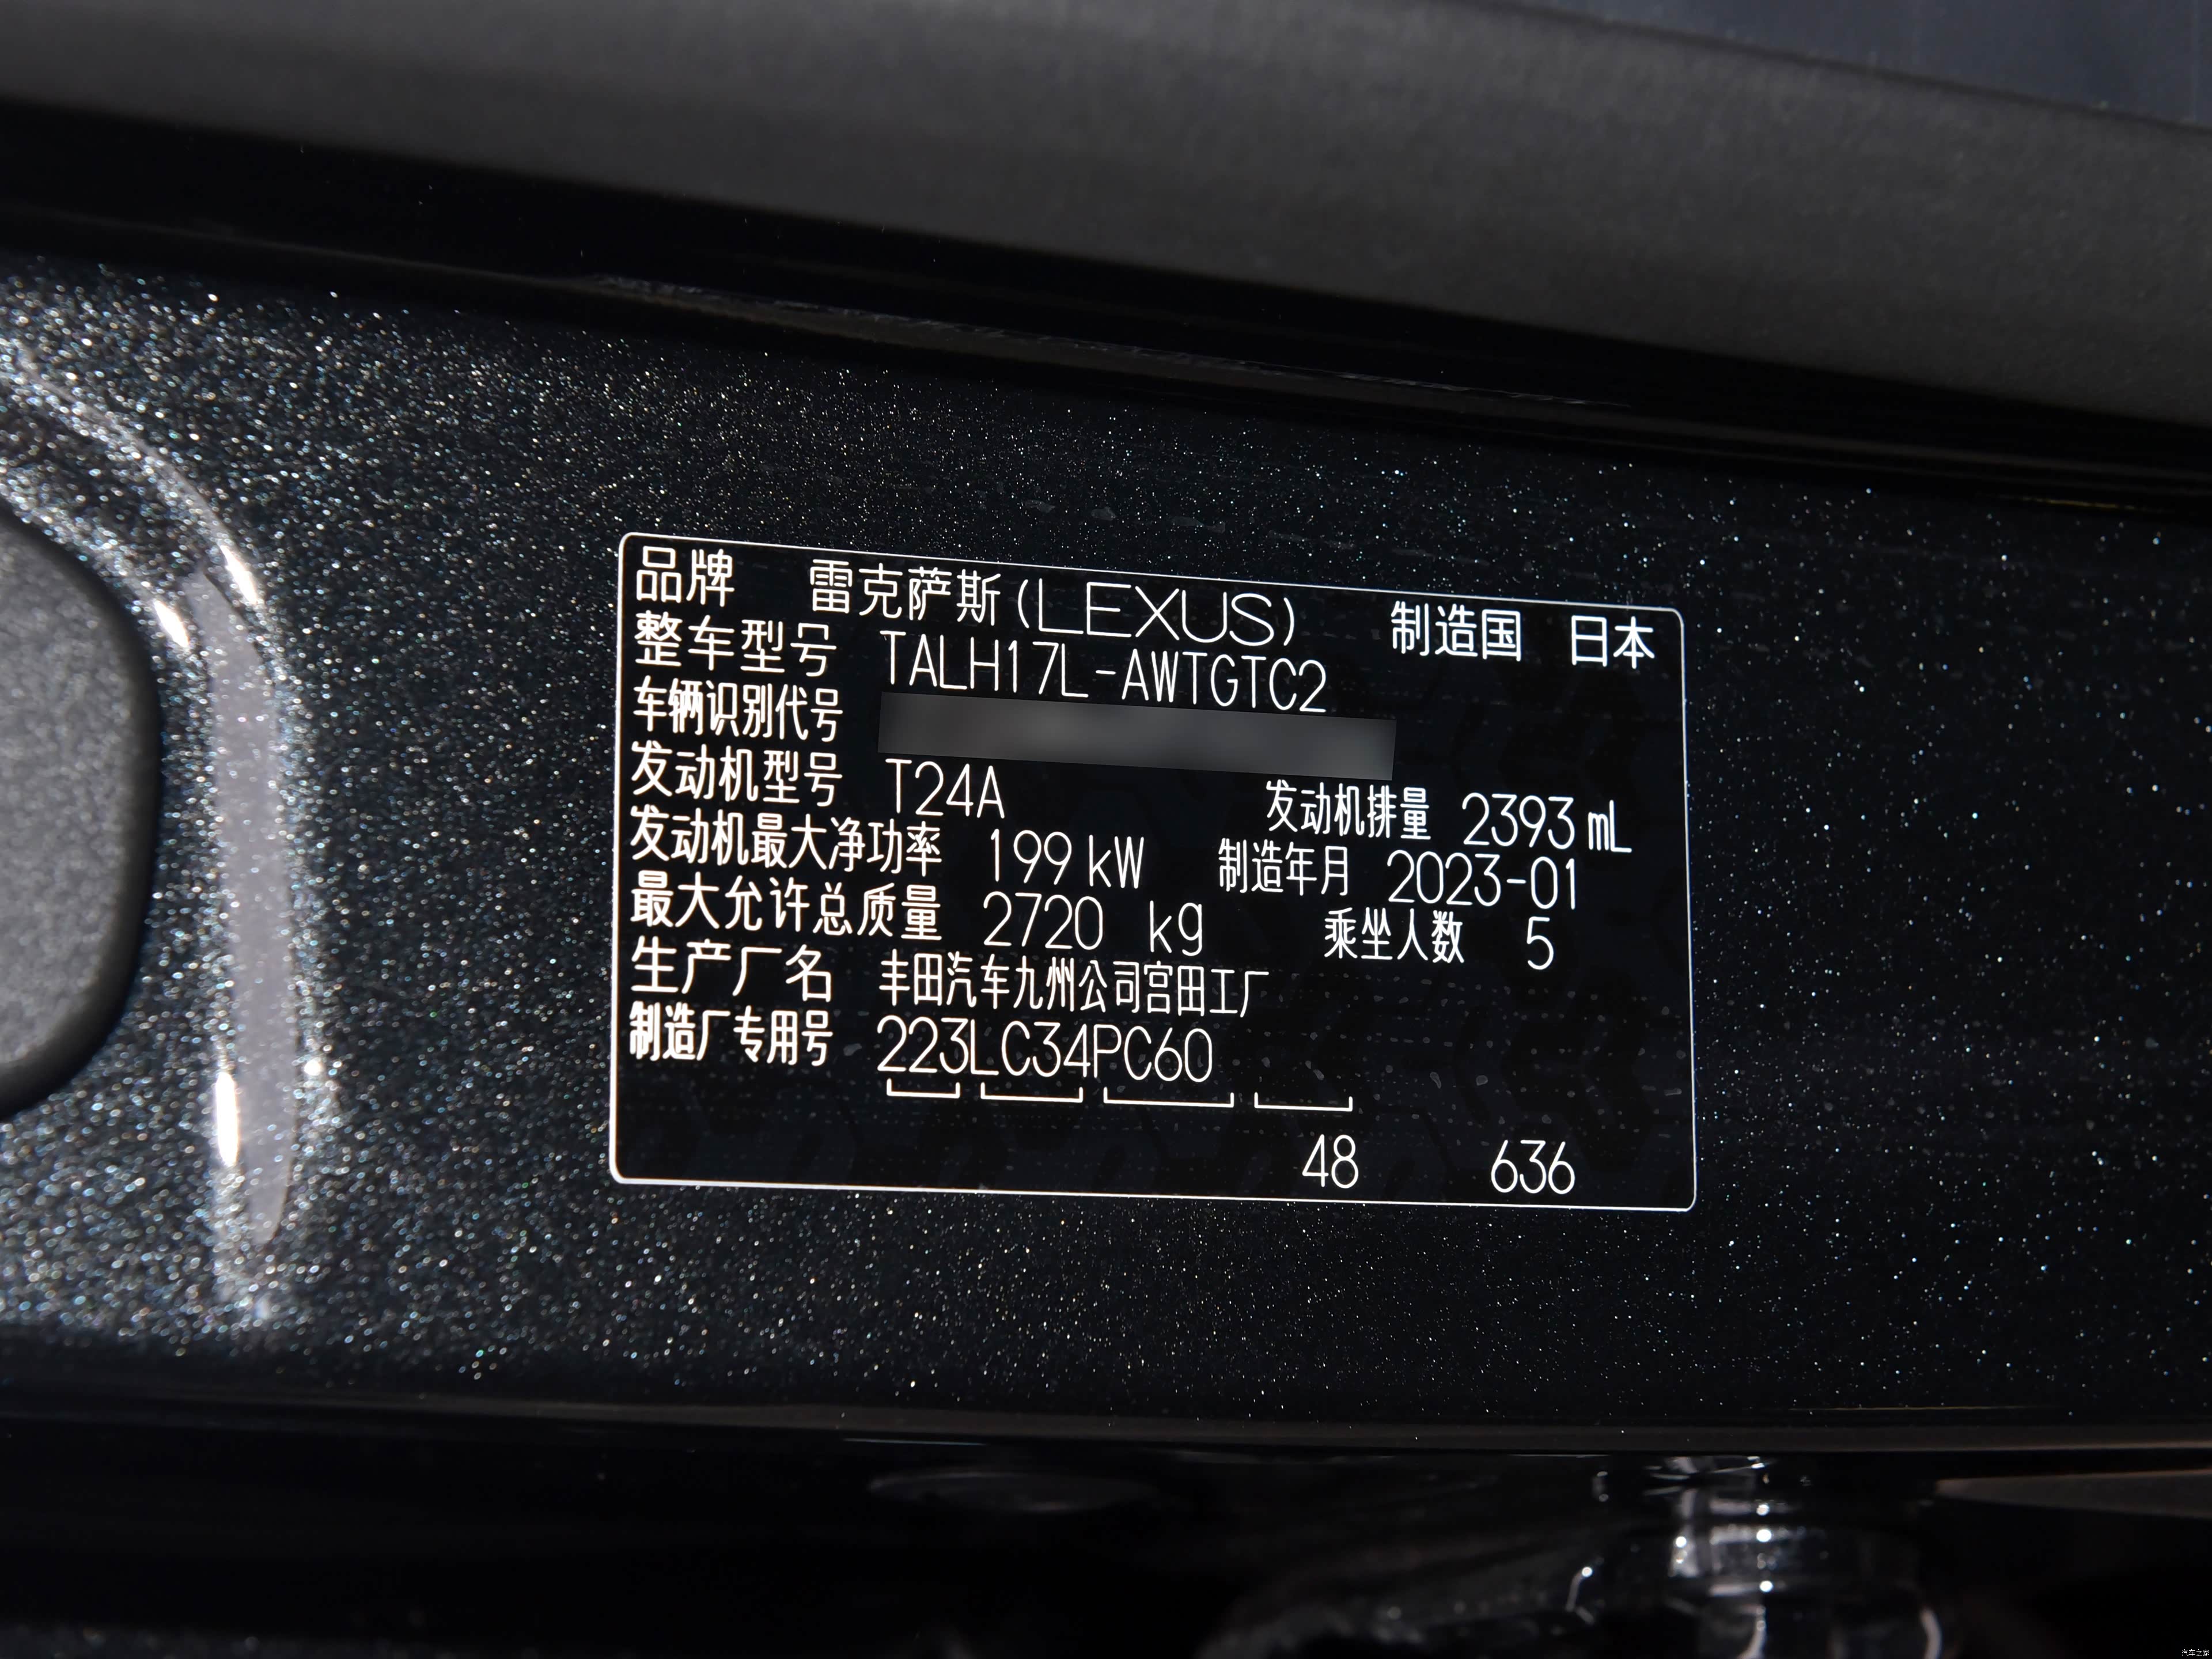 品牌 雷克萨斯(LEXUS) 制造国 日本
整车型号 TALH17L-AWTGTC2
车辆识别代号
发动机型号 T24A 发动机排量 2393 mL
发动机最大净功率 199 kW 制造年月 2023-01
最大允许总质量 2720 kg 乘坐人数 5
生产厂名 丰田汽车九州公司宫田工厂
制造厂专用号 223LC34PC60
48 636
汽车之家